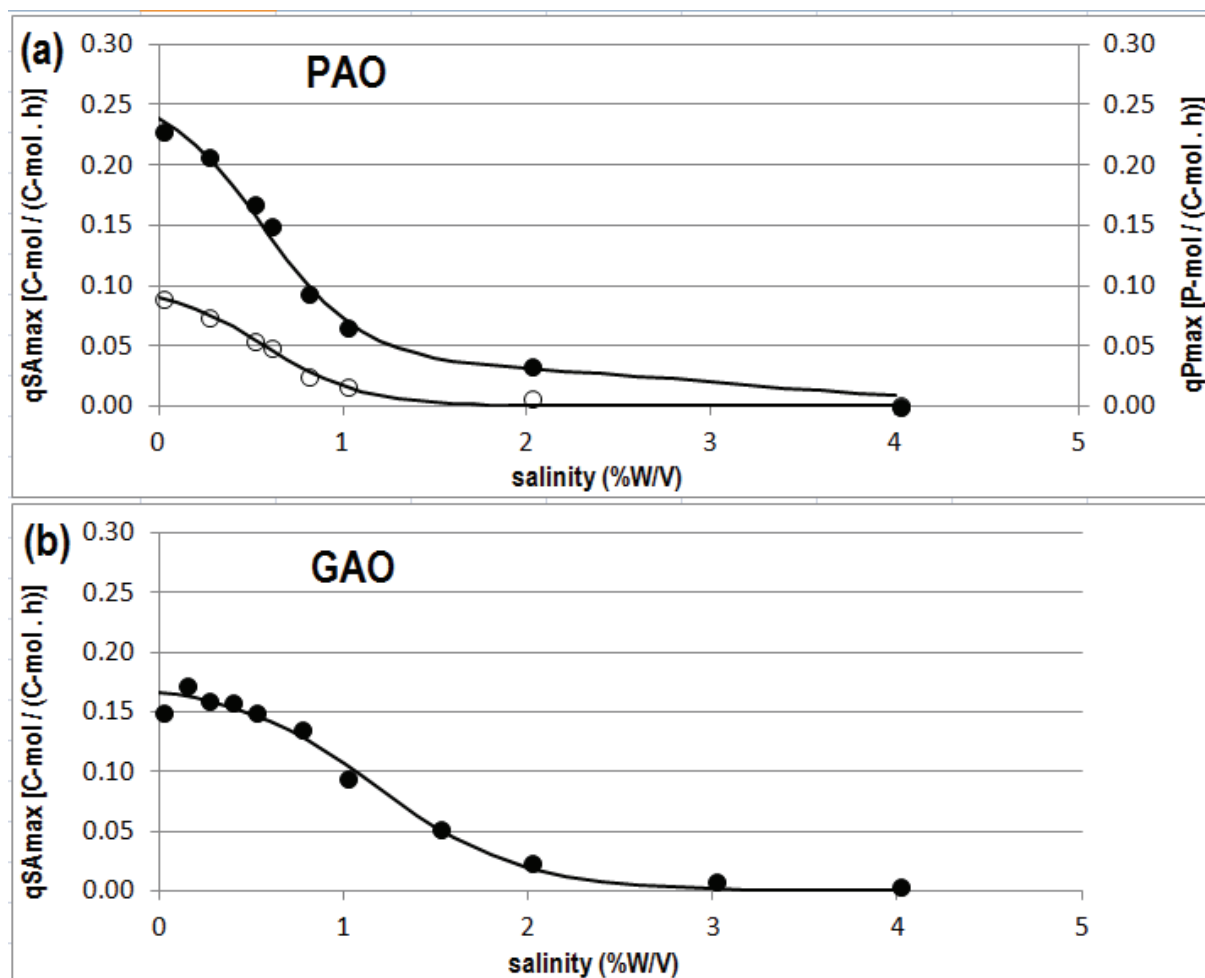 (a)
PAO
qSAmax [C-mol / (C-mol . h)]
0.30
0.25
0.20
0.15
0.10
0.05
0.00
0.30
0.25
0.20
0.15
0.10
0.05
0.00
qPmax [P-mol / (C-mol . h)]
0 1 2 3 4 5
salinity (%W/V)
(b)
GAO
qSAmax [C-mol / (C-mol . h)]
0.30
0.25
0.20
0.15
0.10
0.05
0.00
0 1 2 3 4 5
salinity (%W/V)